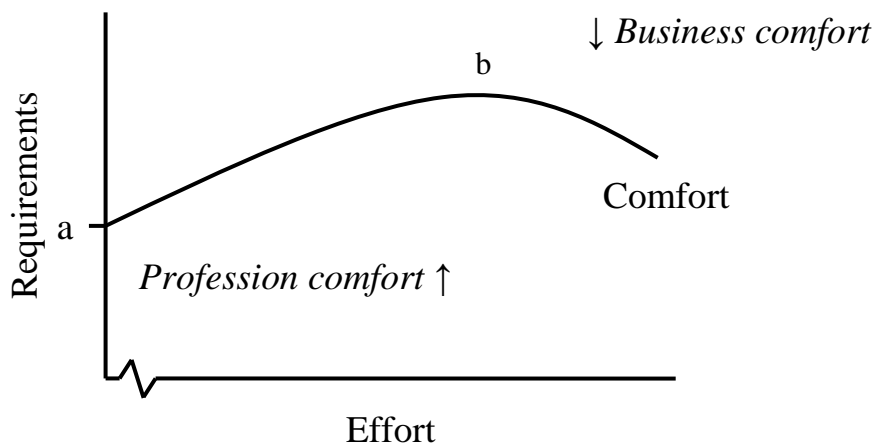 ↓ Business comfort
b
Requirements
Comfort
a
Profession comfort ↑
Effort